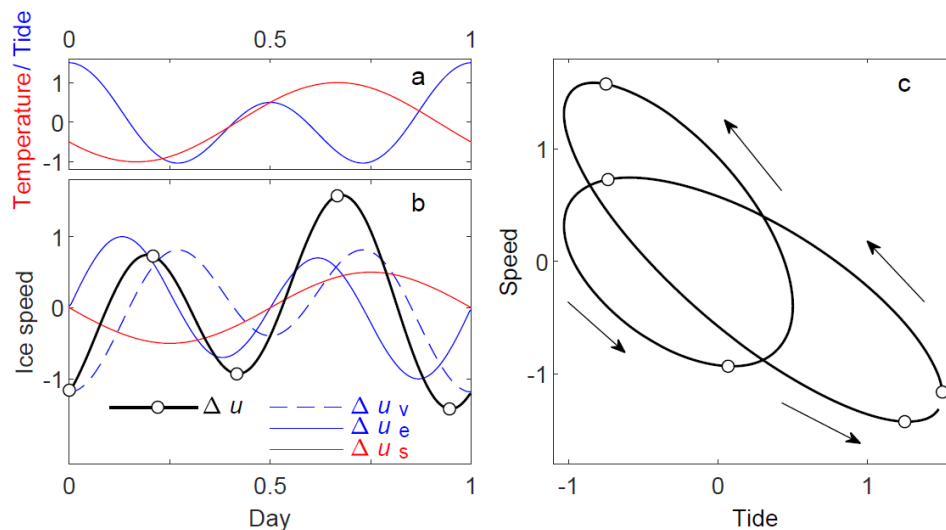 0 0.5 1
Temperature/ Tide
1
0
-1
a
Ice speed
1
0
-1
b
Δ u
Δ u v
Δ u e
Δ u s
0 0.5 1
Day
c
Speed
1
0
-1
-1 0 1
Tide